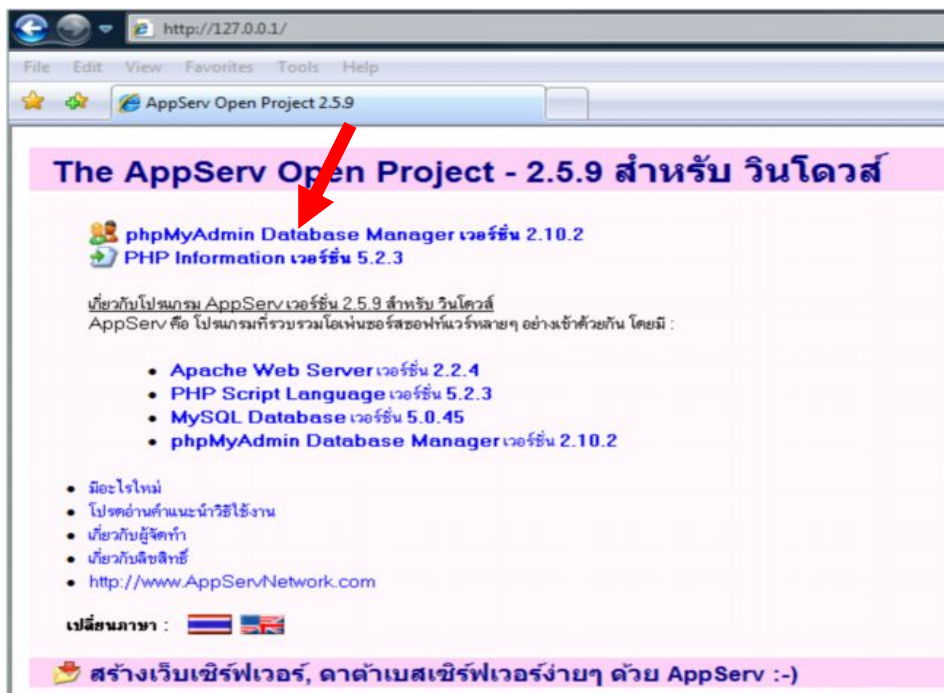 http://127.0.0.1/
File Edit View Favorites Tools Help
AppServ Open Project 2.5.9
The AppServ Open Project - 2.5.9 สำหรับ วินโดวส์
phpMyAdmin Database Manager เวอร์ชั่น 2.10.2
PHP Information เวอร์ชั่น 5.2.3
เกี่ยวกับโปรแกรม AppServ เวอร์ชั่น 2.5.9 สำหรับ วินโดวส์
AppServ คือ โปรแกรมที่รวบรวมโอเพ่นซอร์สซอฟท์แวร์หลายๆ อย่างเข้าด้วยกัน โดยมี :
• Apache Web Server เวอร์ชั่น 2.2.4
• PHP Script Language เวอร์ชั่น 5.2.3
• MySQL Database เวอร์ชั่น 5.0.45
• phpMyAdmin Database Manager เวอร์ชั่น 2.10.2
• มีอะไรใหม่
• โปรดอ่านคำแนะนำวิธีใช้งาน
• เกี่ยวกับผู้จัดทำ
• เกี่ยวกับลิขสิทธิ์
• http://www.AppServNetwork.com
เปลี่ยนภาษา :
สร้างเว็บเซิร์ฟเวอร์, ดาต้าเบสเซิร์ฟเวอร์ง่ายๆ ด้วย AppServ :-)